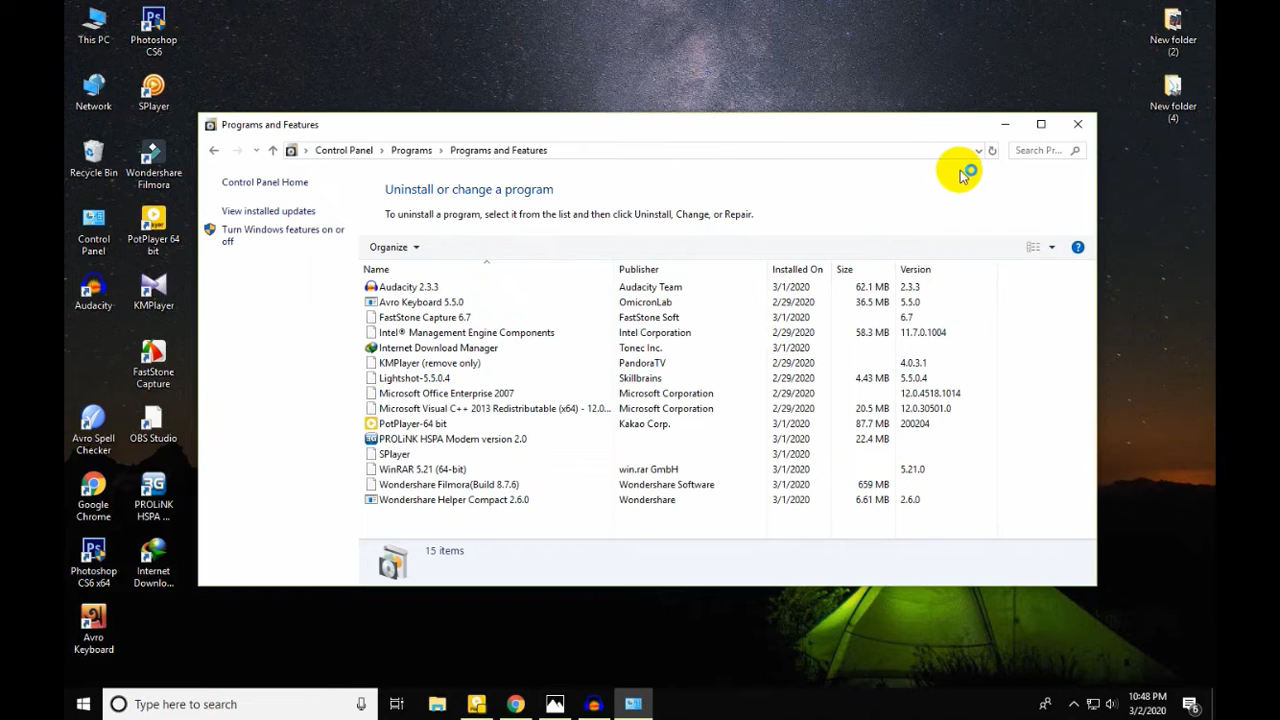 This PC
Photoshop CS6
New folder (2)
Network
SPlayer
New folder (4)
Programs and Features
Control Panel
Programs
Programs and Features
Search Pr...
Recycle Bin
Wondershare Filmora
Control Panel Home
Uninstall or change a program
View installed updates
To uninstall a program, select it from the list and then click Uninstall, Change, or Repair.
Turn Windows features on or
off
Control Panel
PotPlayer 64 bit
Organize
Name Publisher Installed On Size Version
Audacity 2.3.3 Audacity Team 3/1/2020 62.1 MB 2.3.3
Avro Keyboard 5.5.0 OmicronLab 2/29/2020 36.5 MB 5.5.0
FastStone Capture 6.7 FastStone Soft 3/1/2020 6.7
Intel® Management Engine Components Intel Corporation 2/29/2020 58.3 MB 11.7.0.1004
Internet Download Manager Tonec Inc. 3/1/2020
KMPlayer (remove only) PandoraTV 2/29/2020 4.0.3.1
Lightshot-5.5.0.4 Skillbrains 2/29/2020 4.43 MB 5.5.0.4
Microsoft Office Enterprise 2007 Microsoft Corporation 2/29/2020 12.0.4518.1014
Microsoft Visual C++ 2013 Redistributable (x64) - 12.0... Microsoft Corporation 2/29/2020 20.5 MB 12.0.30501.0
PotPlayer-64 bit Kakao Corp. 3/1/2020 87.7 MB 200204
PROLiNK HSPA Modem version 2.0 3/1/2020 22.4 MB
SPlayer 3/1/2020
WinRAR 5.21 (64-bit) win.rar GmbH 3/1/2020 5.21.0
Wondershare Filmora(Build 8.7.6) Wondershare Software 3/1/2020 659 MB
Wondershare Helper Compact 2.6.0 Wondershare 3/1/2020 6.61 MB 2.6.0
15 items
Audacity
KMPlayer
FastStone Capture
Avro Spell Checker
OBS Studio
Google Chrome
PROLiNK HSPA ...
Photoshop CS6 x64
Internet Downlo...
Avro Keyboard
Type here to search
10:48 PM
3/2/2020
6